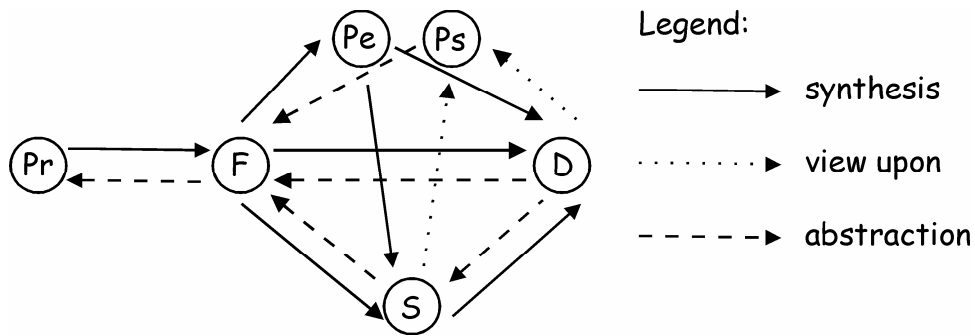 Pe Ps
Legend:
synthesis
Pr F D
view upon
abstraction
S